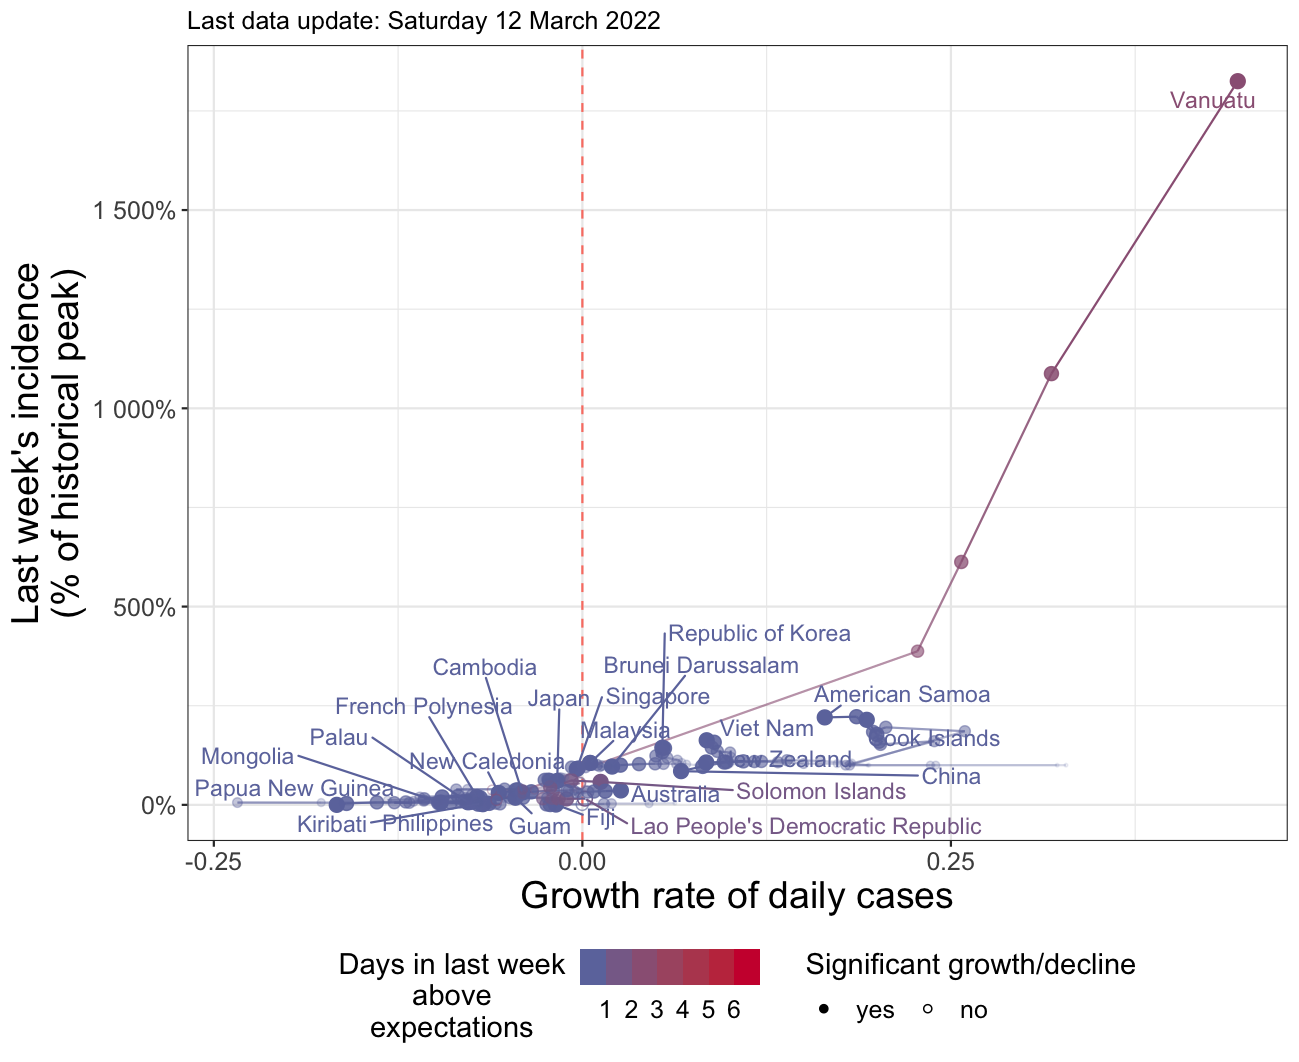 Last data update: Saturday 12 March 2022
Last week's incidence
(% of historical peak)
1 500%
1 000%
500%
0%
Vanuatu
Republic of Korea
Cambodia
Brunei Darussalam
Japan
Singapore
American Samoa
French Polynesia
Malaysia
Viet Nam
Palau
Cook Islands
Mongolia
New Caledonia
New Zealand
China
Papua New Guinea
Australia
Solomon Islands
Kiribati
Philippines
Guam
Fiji
Lao People's Democratic Republic
-0.25
0.00
0.25
Growth rate of daily cases
Days in last week
above
expectations
1 2 3 4 5 6
Significant growth/decline
yes
no